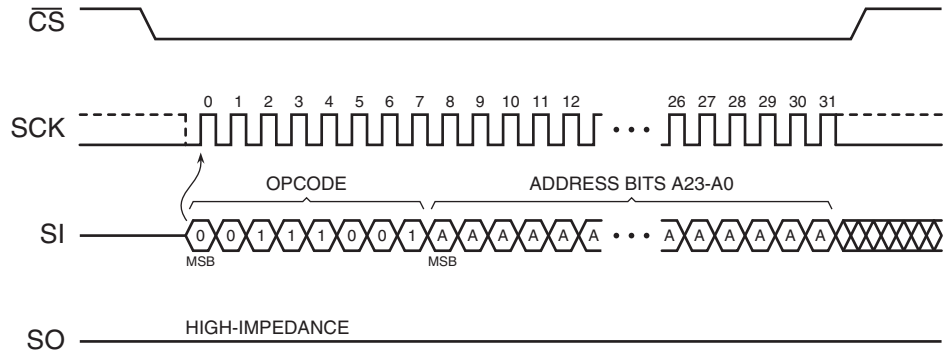 CS
0 1 2 3 4 5 6 7 8 9 10 11 12 26 27 28 29 30 31
SCK
OPCODE ADDRESS BITS A23-A0
SI 0 0 1 1 1 0 0 1 A A A A A A A A A A A A
MSB MSB
HIGH-IMPEDANCE
SO